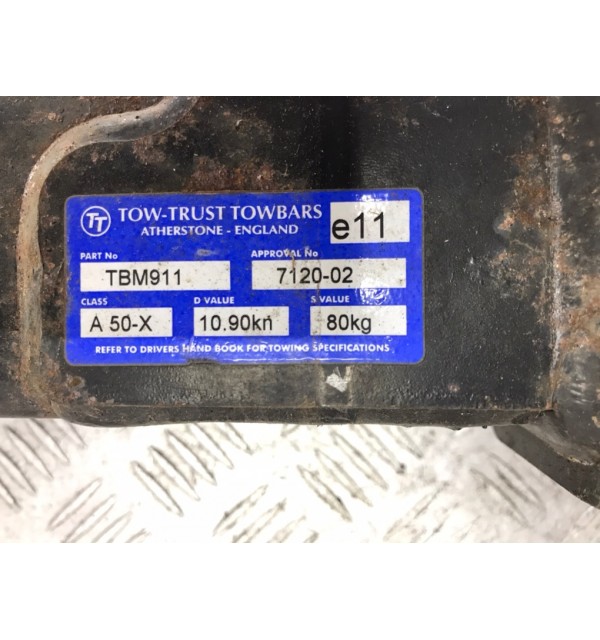 TT TOW-TRUST TOWBARS
ATHERSTONE - ENGLAND
e11
PART No APPROVAL No
TBM911 7120-02
CLASS D VALUE S VALUE
A 50-X 10.90kn 80kg
REFER TO DRIVERS HAND BOOK FOR TOWING SPECIFICATIONS